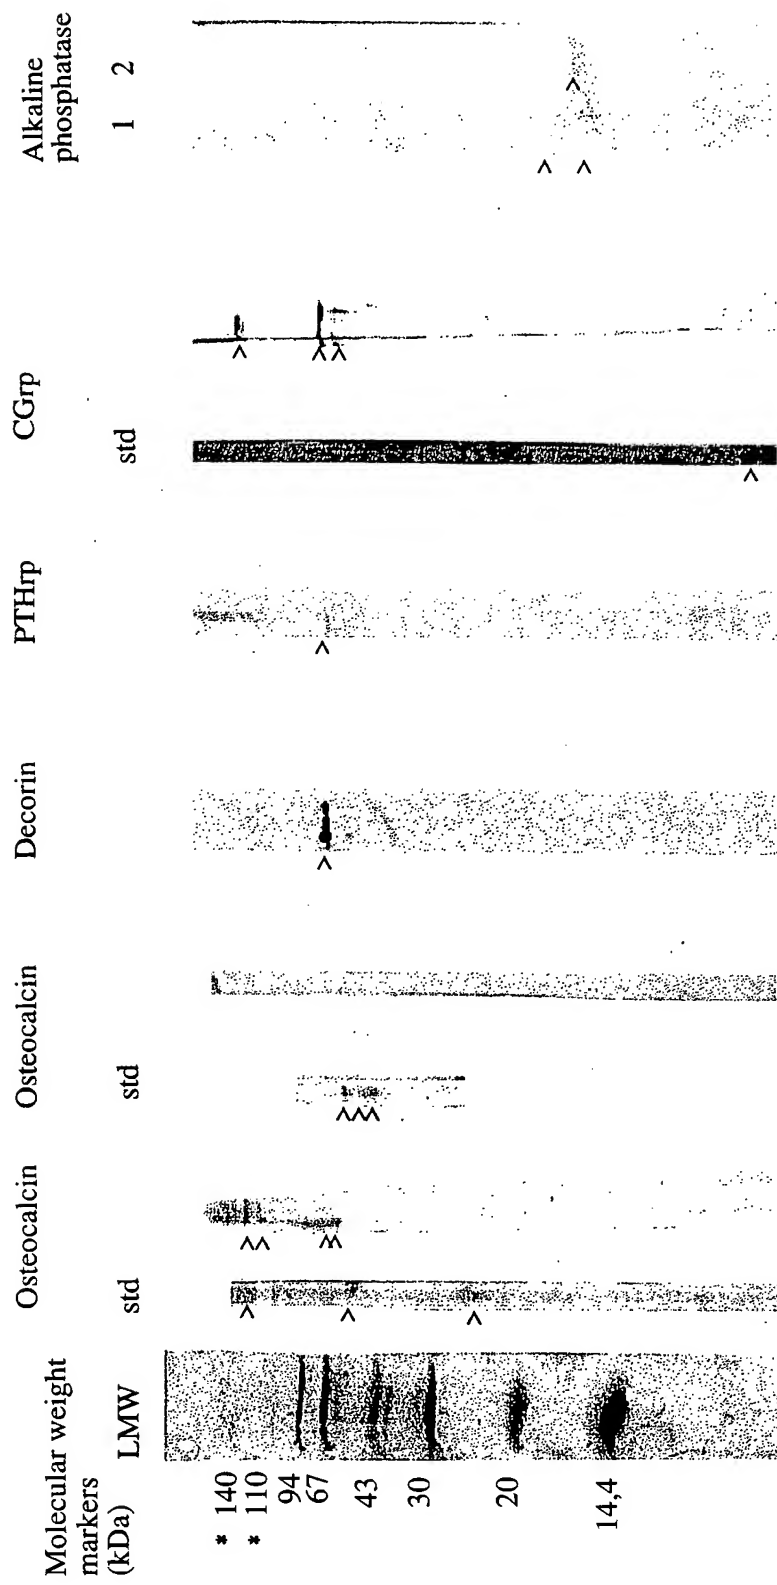 Molecular weight
markers
(kDa)
LMW
* 140
* 110
94
67
43
30
20
14,4
Osteocalcin
std
Osteocalcin
std
Decorin
PTHrp
CGrp
std
Alkaline
phosphatase
1
2